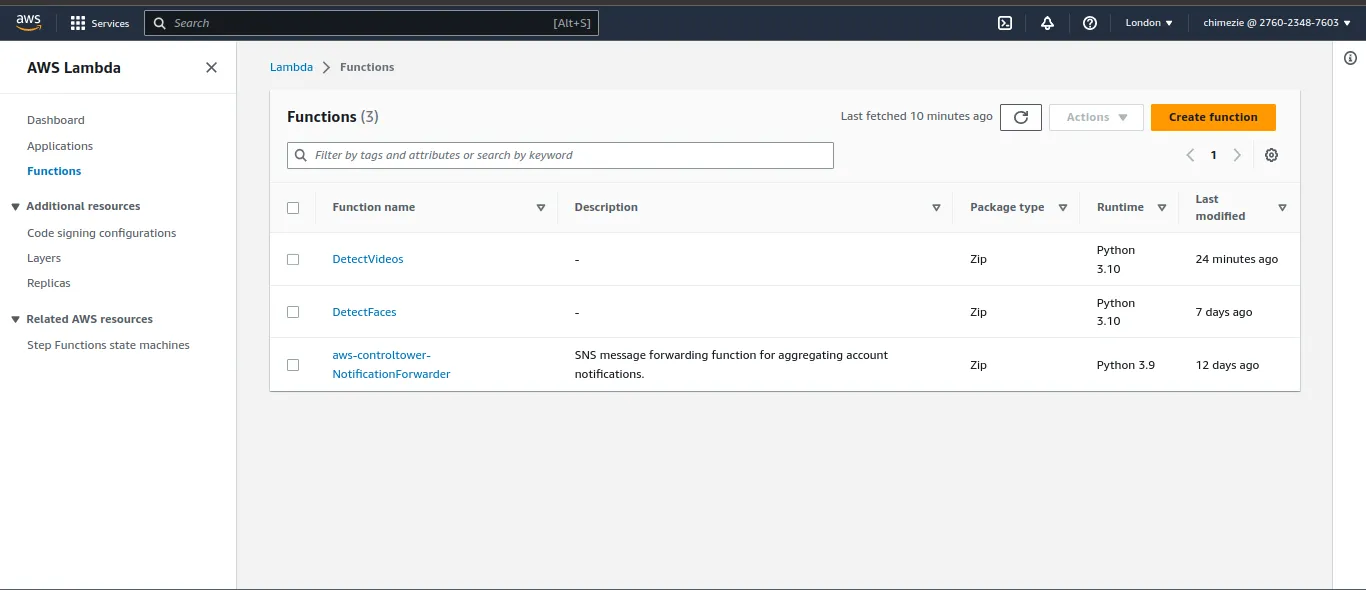 aws
Services
Search [Alt+S]
London
chimezie @ 2760-2348-7603
AWS Lambda
Dashboard
Applications
Functions
Additional resources
Code signing configurations
Layers
Replicas
Related AWS resources
Step Functions state machines
Lambda Functions
Functions (3)
Last fetched 10 minutes ago
Actions
Create function
Filter by tags and attributes or search by keyword
1
Function name Description Package type Runtime Last
modified
DetectVideos - Zip Python
3.10 24 minutes ago
DetectFaces - Zip Python
3.10 7 days ago
aws-controltower-
NotificationForwarder
SNS message forwarding function for aggregating account
notifications.
Zip Python 3.9 12 days ago